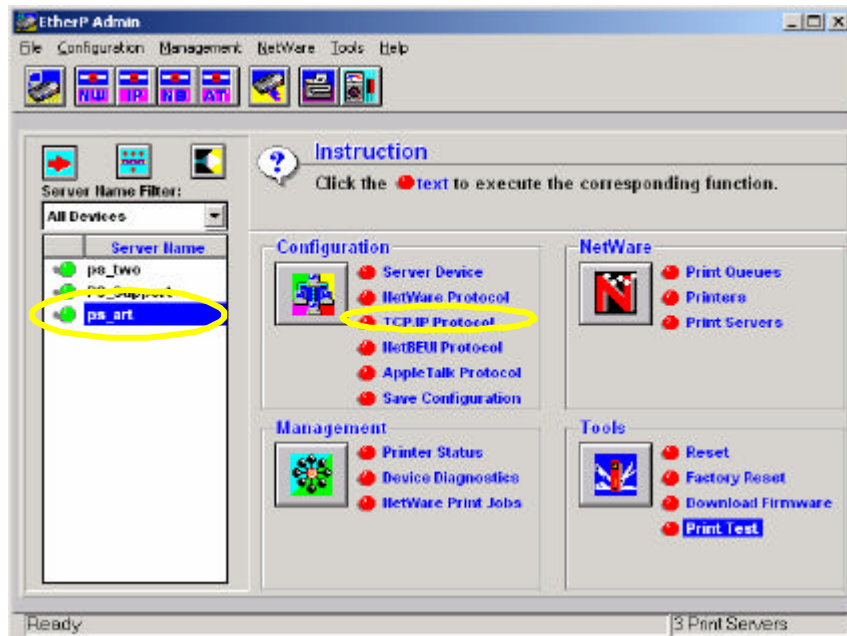 EtherP Admin
File Configuration Management NetWare Tools Help
NW IP NB AT
Instruction
Click the text to execute the corresponding function.
Server Name Filter:
All Devices
Server Name
ps_two
PS_Support
ps_art
Configuration
Server Device
NetWare Protocol
TCP/IP Protocol
NetBEUI Protocol
AppleTalk Protocol
Save Configuration
NetWare
Print Queues
Printers
Print Servers
Management
Printer Status
Device Diagnostics
NetWare Print Jobs
Tools
Reset
Factory Reset
Download Firmware
Print Test
Ready
3 Print Servers